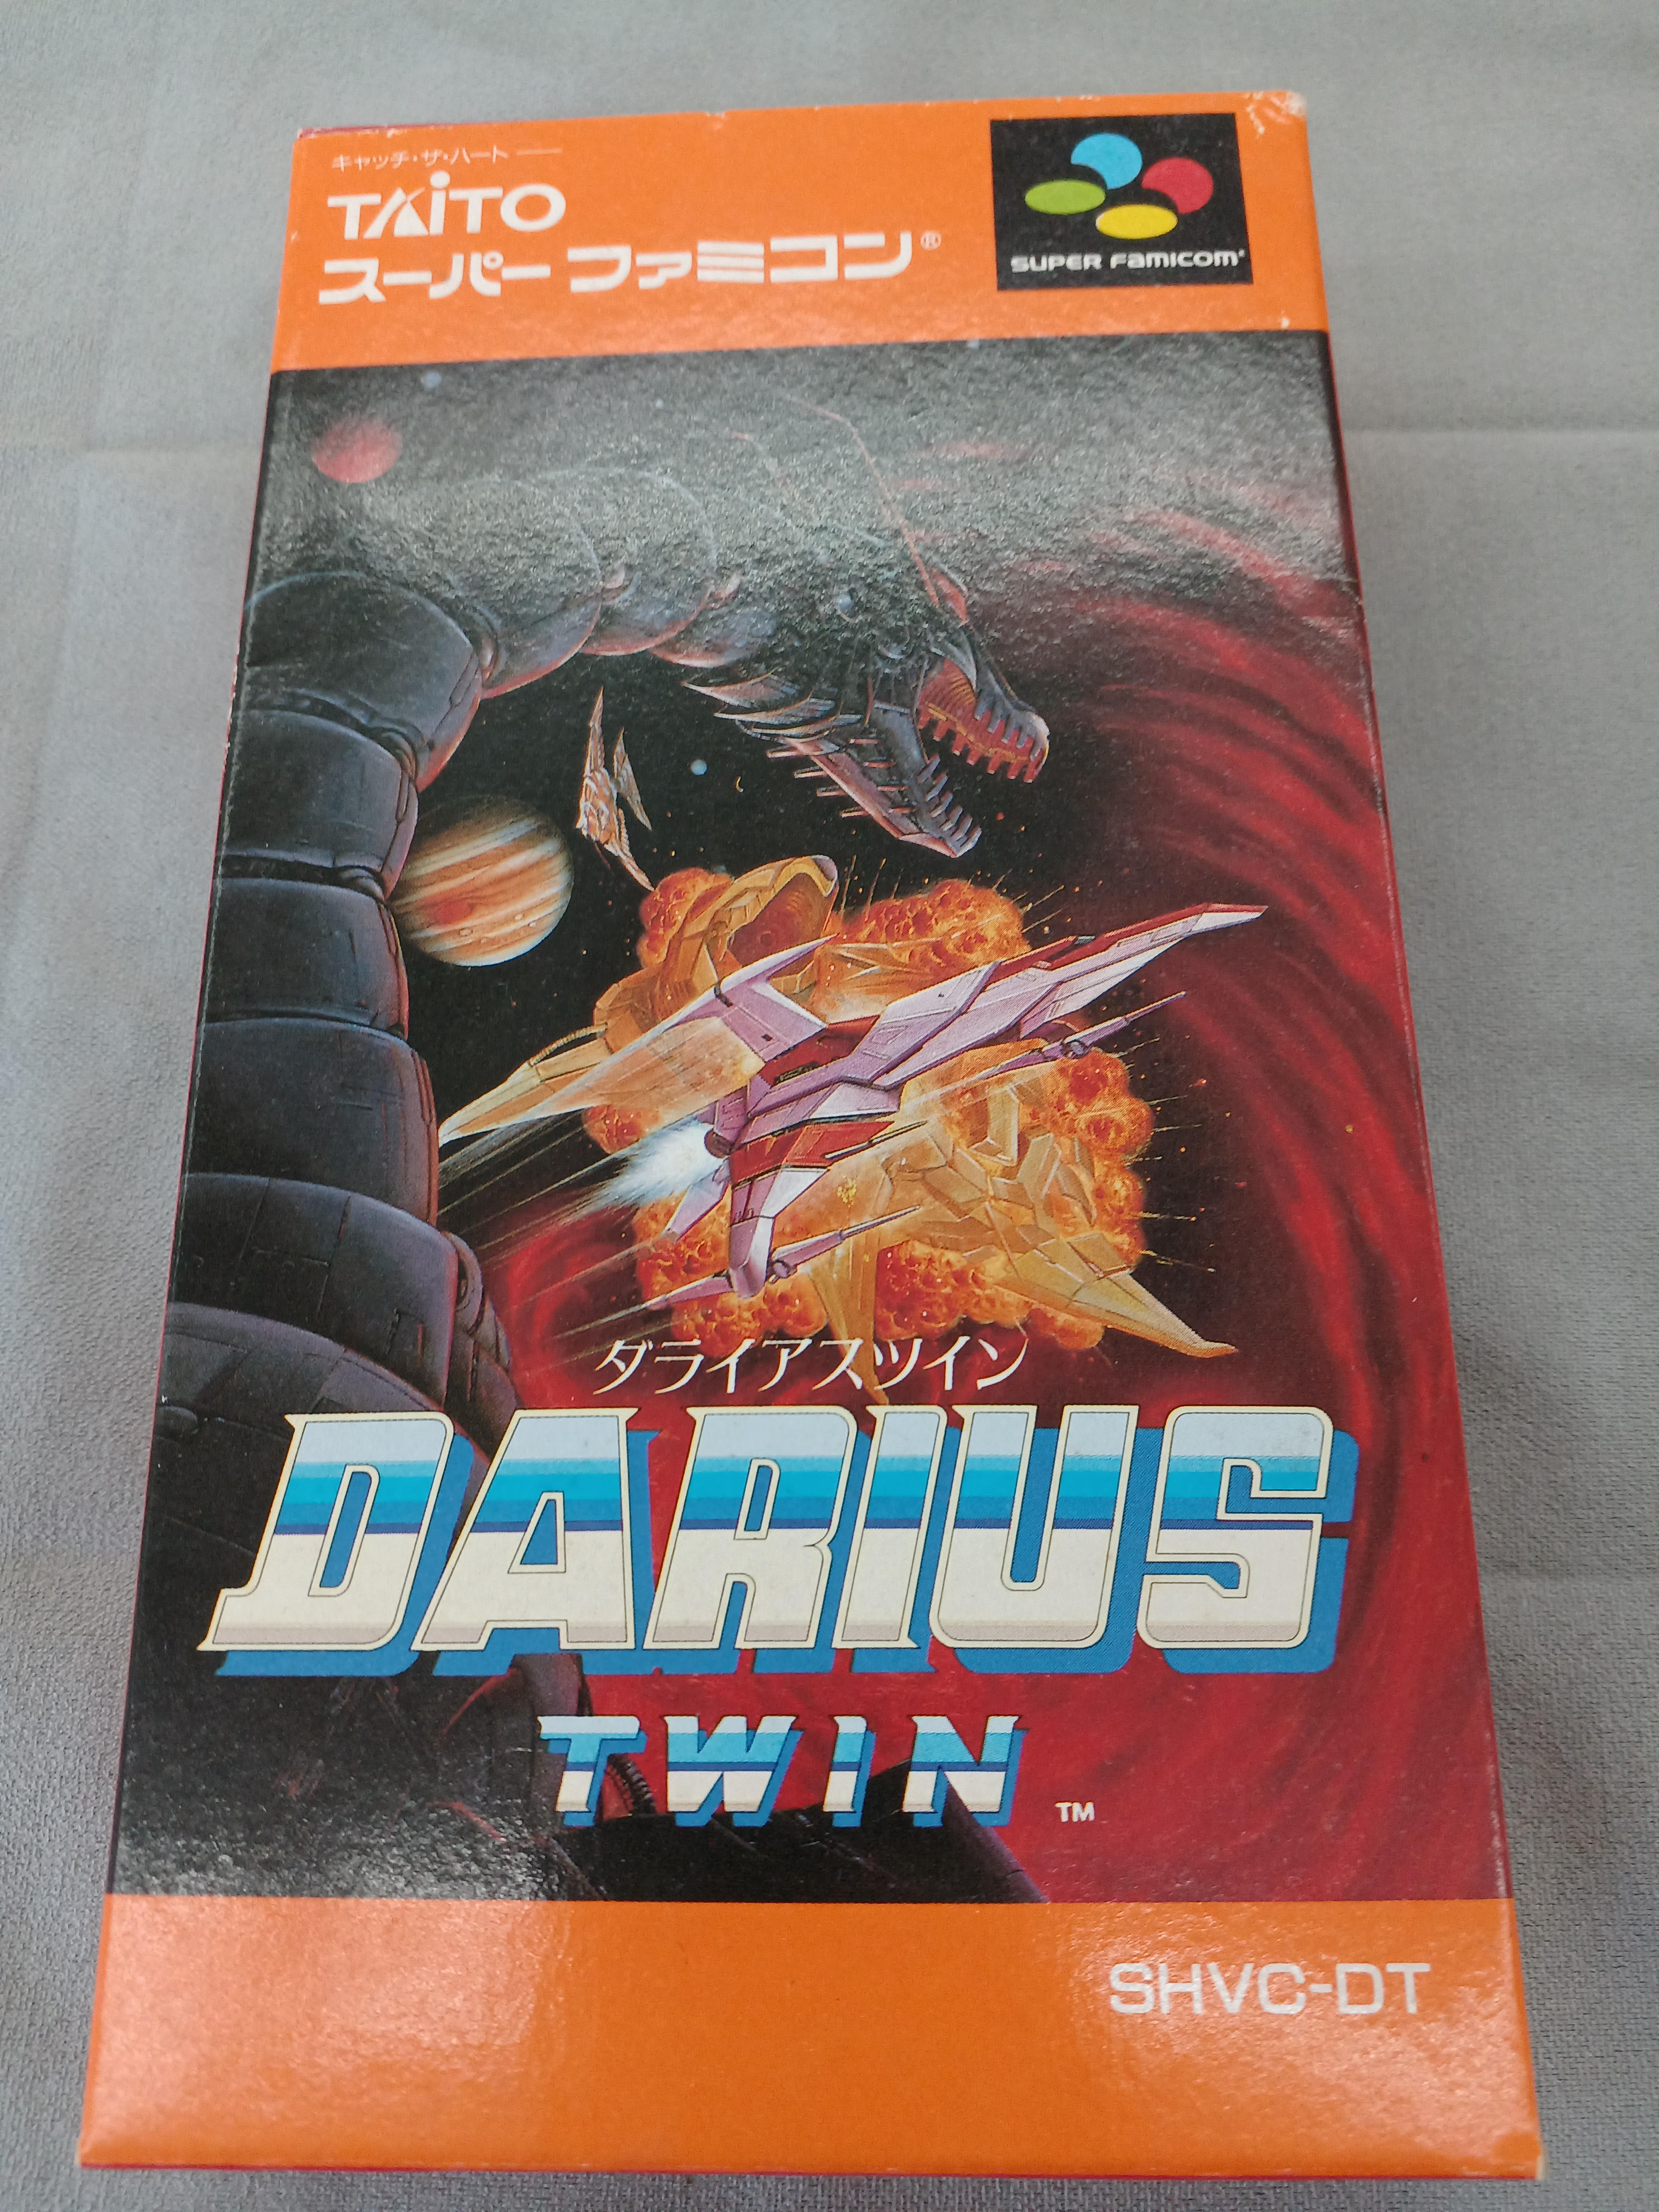 キャッチ・ザ・ハート
TAITO
スーパーファミコン®
SUPER FAMICOM
ダライアスツイン
DARIUS
TWIN
TM
SHVC-DT